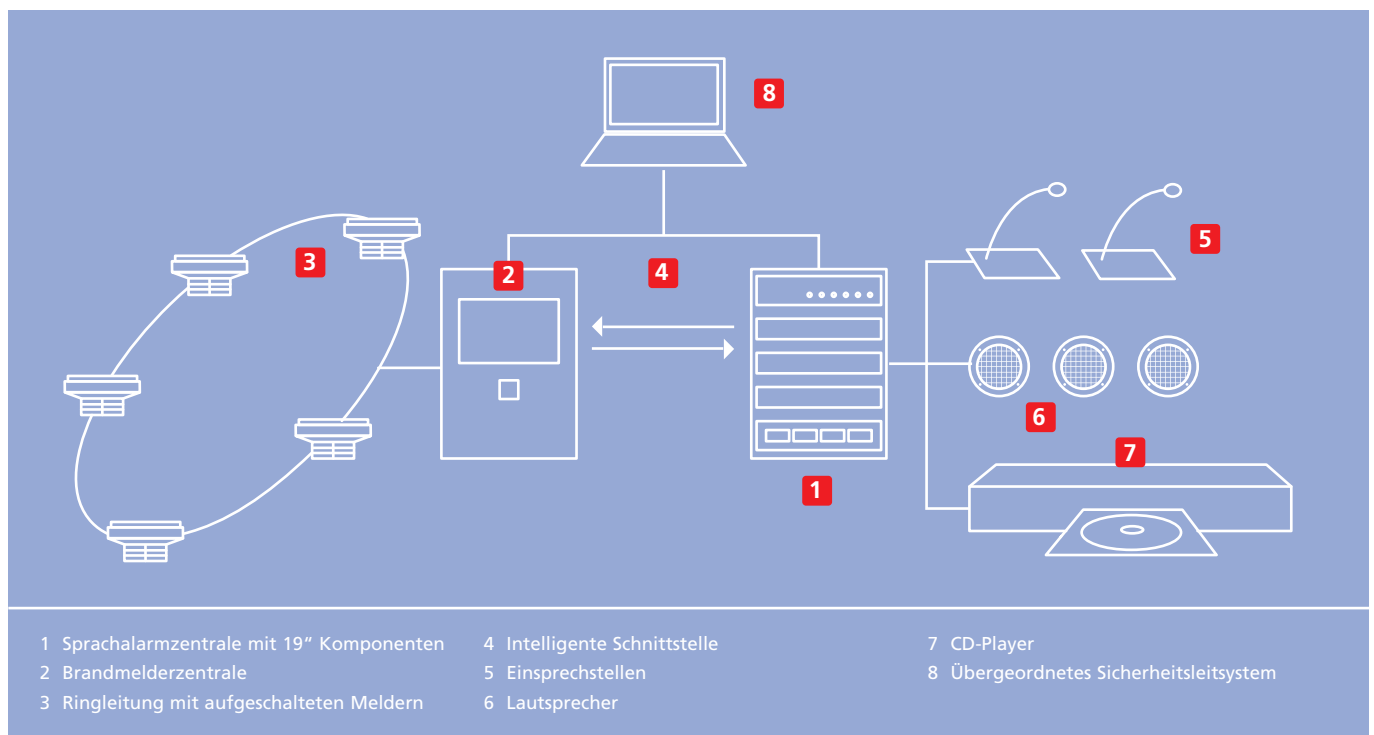 8
3
2
4
5
6
7
1
1 Sprachalarmzentrale mit 19“ Komponenten
2 Brandmelderzentrale
3 Ringleitung mit aufgeschalteten Meldern
4 Intelligente Schnittstelle
5 Einsprechstellen
6 Lautsprecher
7 CD-Player
8 Übergeordnetes Sicherheitsleitsystem